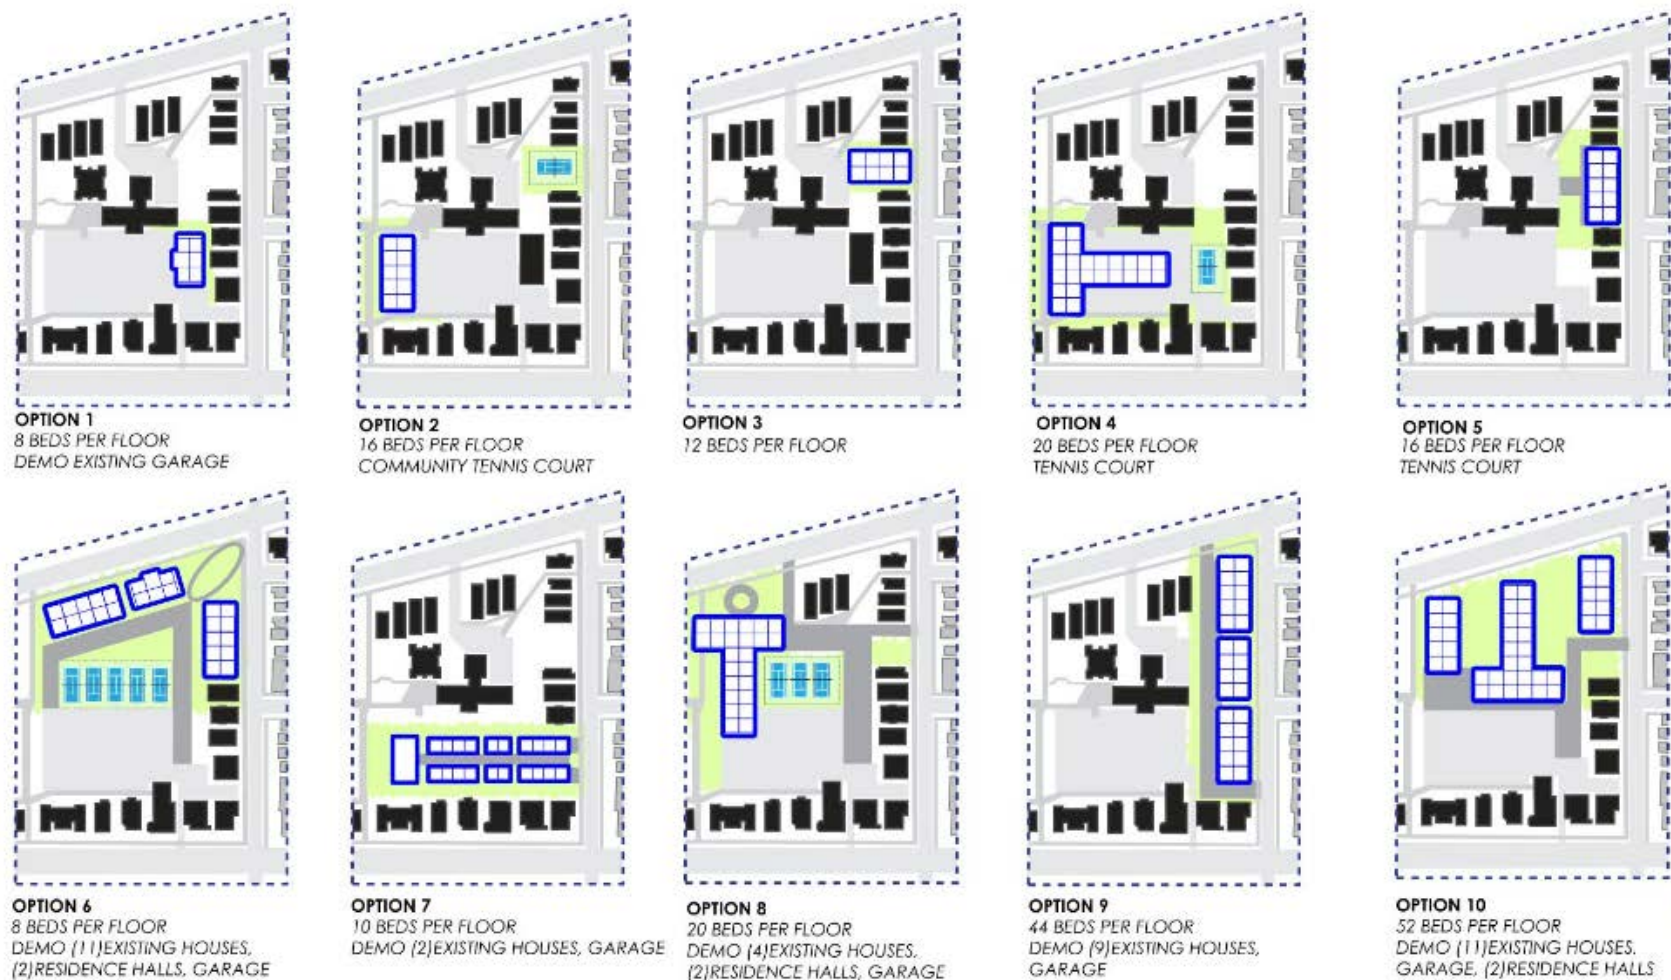 OPTION 1
8 BEDS PER FLOOR
DEMO EXISTING GARAGE
OPTION 2
16 BEDS PER FLOOR
COMMUNITY TENNIS COURT
OPTION 3
12 BEDS PER FLOOR
OPTION 4
20 BEDS PER FLOOR
TENNIS COURT
OPTION 5
16 BEDS PER FLOOR
TENNIS COURT
OPTION 6
8 BEDS PER FLOOR
DEMO (11)EXISTING HOUSES,
(2)RESIDENCE HALLS, GARAGE
OPTION 7
10 BEDS PER FLOOR
DEMO (2)EXISTING HOUSES, GARAGE
OPTION 8
20 BEDS PER FLOOR
DEMO (4)EXISTING HOUSES,
(2)RESIDENCE HALLS, GARAGE
OPTION 9
44 BEDS PER FLOOR
DEMO (9)EXISTING HOUSES,
GARAGE
OPTION 10
52 BEDS PER FLOOR
DEMO (11)EXISTING HOUSES.
GARAGE, (2)RESIDENCE HALLS